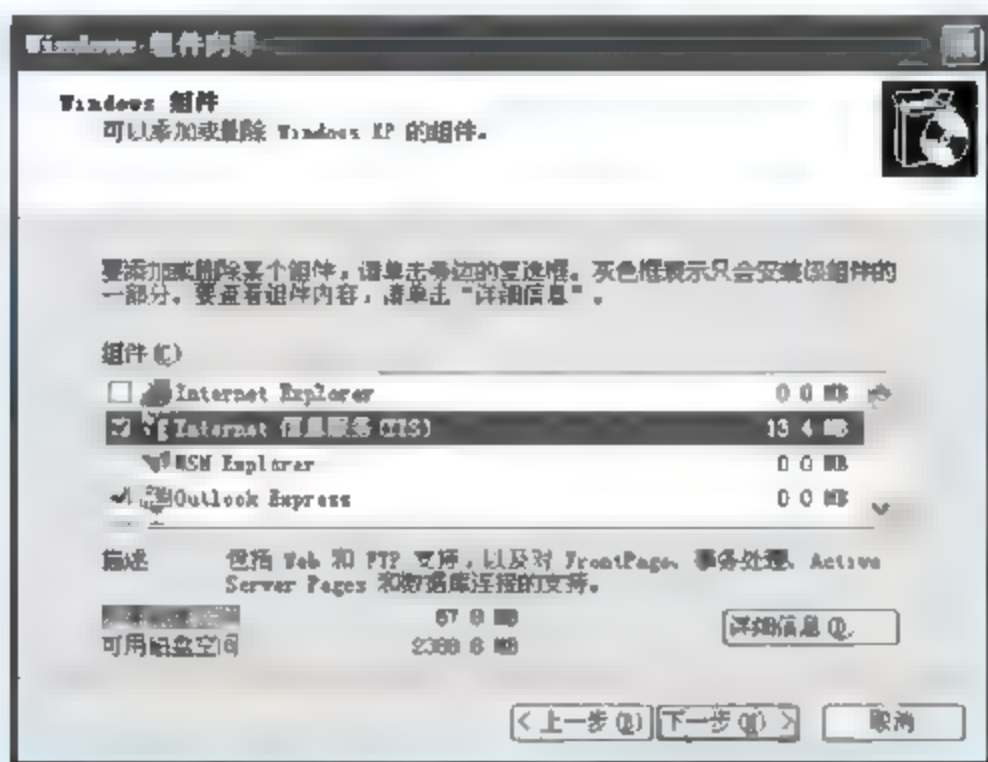 Windows 组件向导
Windows 组件
可以添加或删除 Windows XP 的组件。
要添加或删除某个组件，请单击旁边的复选框。灰色框表示只会安装该组件的
一部分。要查看组件内容，请单击“详细信息”。
组件(C)
Internet Explorer 0.0 MB
Internet 信息服务(IIS) 13.4 MB
MSN Explorer 0.0 MB
Outlook Express 0.0 MB
描述 包括 Web 和 FTP 支持，以及对 FrontPage、事务处理、Active
Server Pages 和数据库连接的支持。
MB
可用磁盘空间 MB
详细信息(D)
< 上一步(B) 下一步(N) > 取消